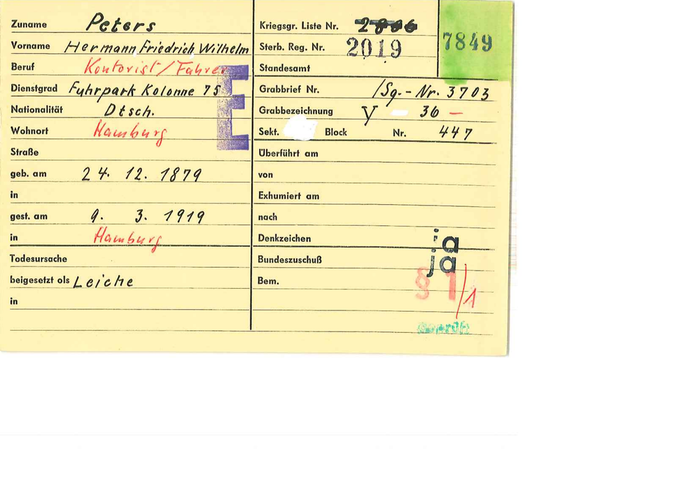 Zuname Peters
Vorname Hermann Friedrich Wilhelm
Beruf Kontorist/Fahrer
Dienstgrad Fuhrpark Kolonne 75
Nationalität Dtsch.
Wohnort Hamburg
Straße
geb. am 24. 12. 1879
in
gest. am 9. 3. 1919
in Hamburg
Todesursache
beigesetzt als Leiche
in
E
Kriegsgr. Liste Nr.
Sterb. Reg. Nr. 2019
7849
Standesamt
Grabbrief Nr. /Sg.-Nr. 3703
Grabbezeichnung V 36 –
Sekt. Block Nr. 447
Überführt am
von
Exhumiert am
nach
Denkzeichen ja
Bundeszuschuß ja
Bem. § 1/1